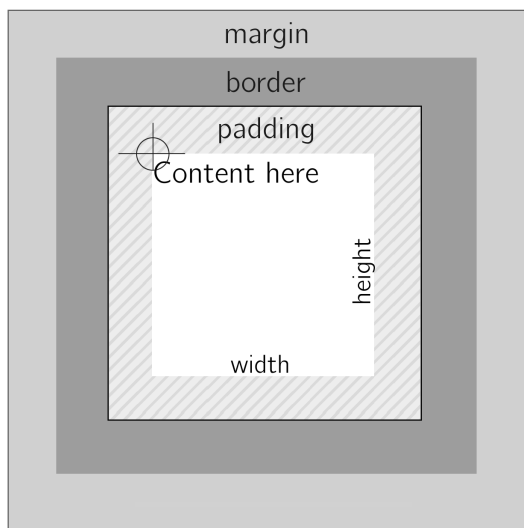 margin
border
padding
Content here
height
width